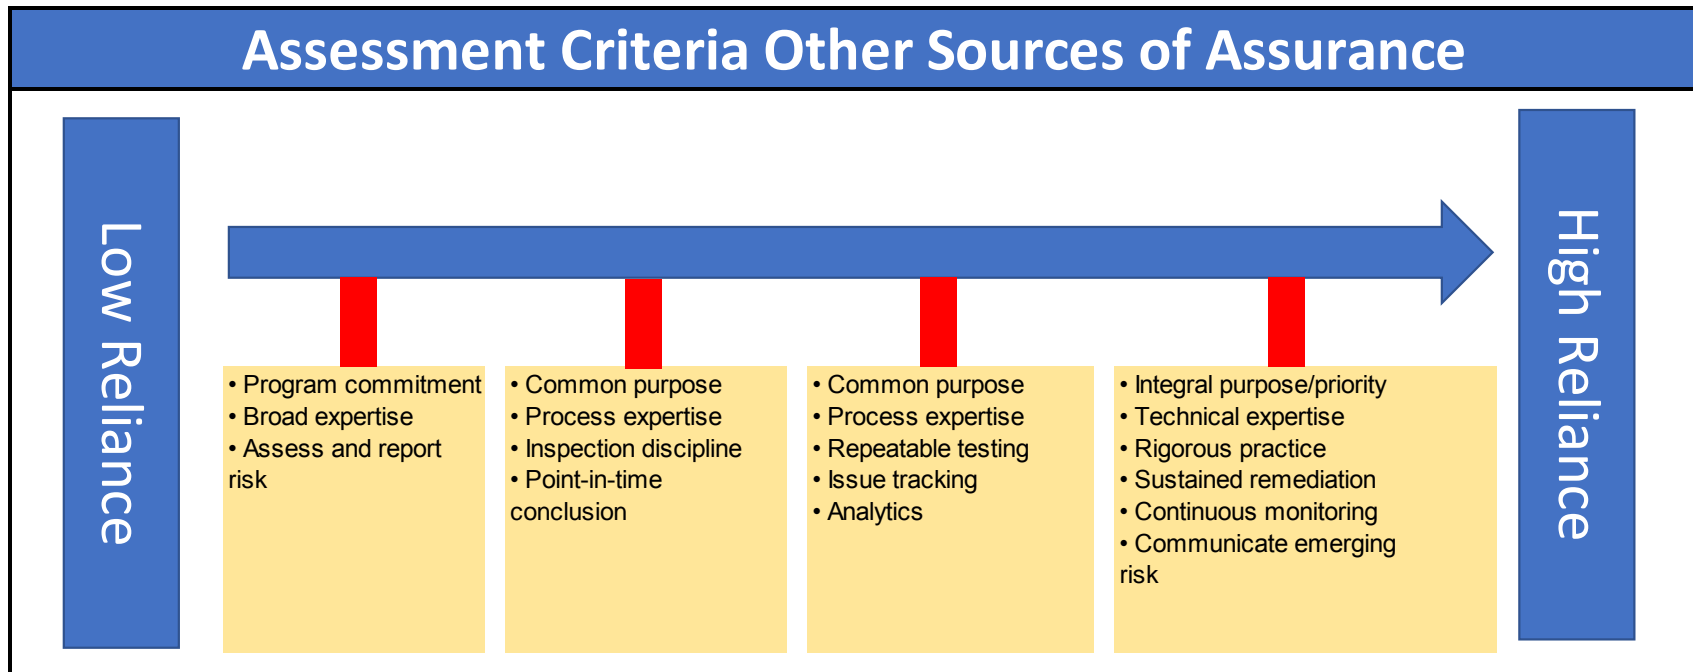 Assessment Criteria Other Sources of Assurance
Low Reliance
• Program commitment
• Broad expertise
• Assess and report
risk
• Common purpose
• Process expertise
• Inspection discipline
• Point-in-time
conclusion
• Common purpose
• Process expertise
• Repeatable testing
• Issue tracking
• Analytics
• Integral purpose/priority
• Technical expertise
• Rigorous practice
• Sustained remediation
• Continuous monitoring
• Communicate emerging
risk
High Reliance